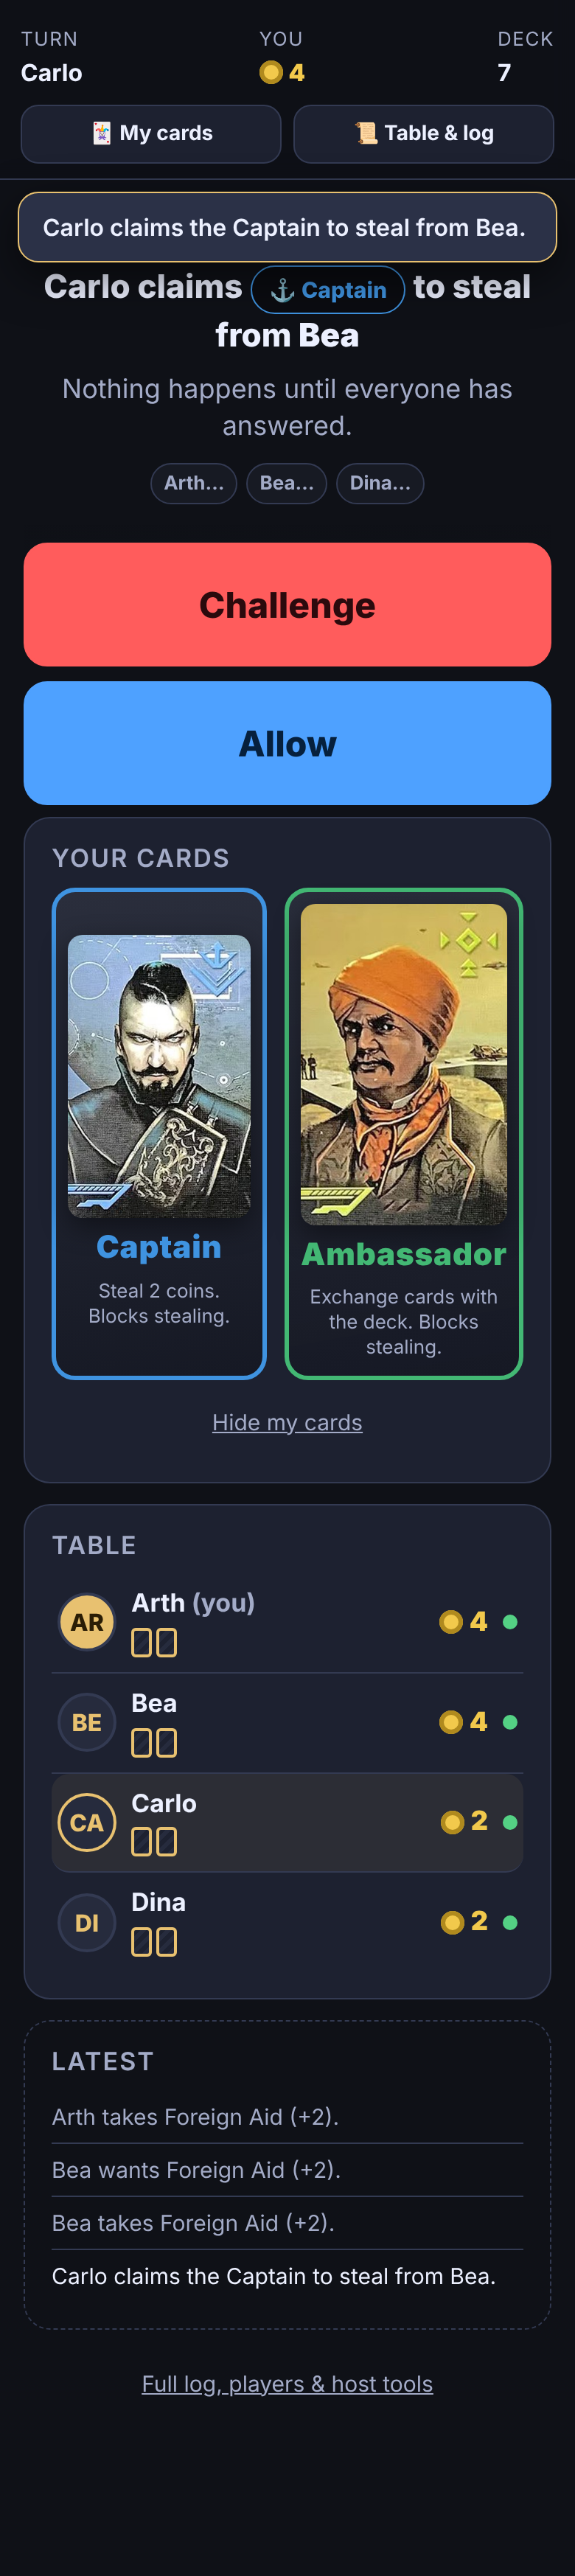 TURN YOU DECK
Carlo 4 7
🃏 My cards 📜 Table & log
Carlo claims the Captain to steal from Bea.
Carlo claims ⚓ Captain to steal
from Bea
Nothing happens until everyone has
answered.
Arth… Bea… Dina…
Challenge
Allow
YOUR CARDS
Captain
Steal 2 coins.
Blocks stealing.
Ambassador
Exchange cards with
the deck. Blocks
stealing.
Hide my cards
TABLE
AR Arth (you) 4
BE Bea 4
CA Carlo 2
DI Dina 2
LATEST
Arth takes Foreign Aid (+2).
Bea wants Foreign Aid (+2).
Bea takes Foreign Aid (+2).
Carlo claims the Captain to steal from Bea.
Full log, players & host tools